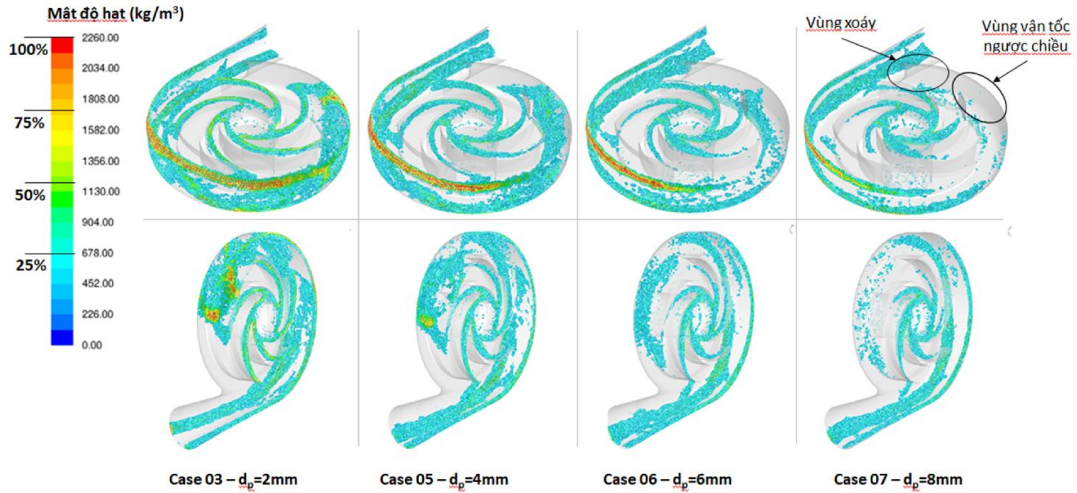 Mật độ hạt (kg/m³)
100%
75%
50%
25%
2260.00
2034.00
1808.00
1582.00
1356.00
1130.00
904.00
678.00
452.00
226.00
0.00
Vùng xoáy
Vùng vận tốc
ngược chiều
Case 03 – dₚ=2mm
Case 05 – dₚ=4mm
Case 06 – dₚ=6mm
Case 07 – dₚ=8mm